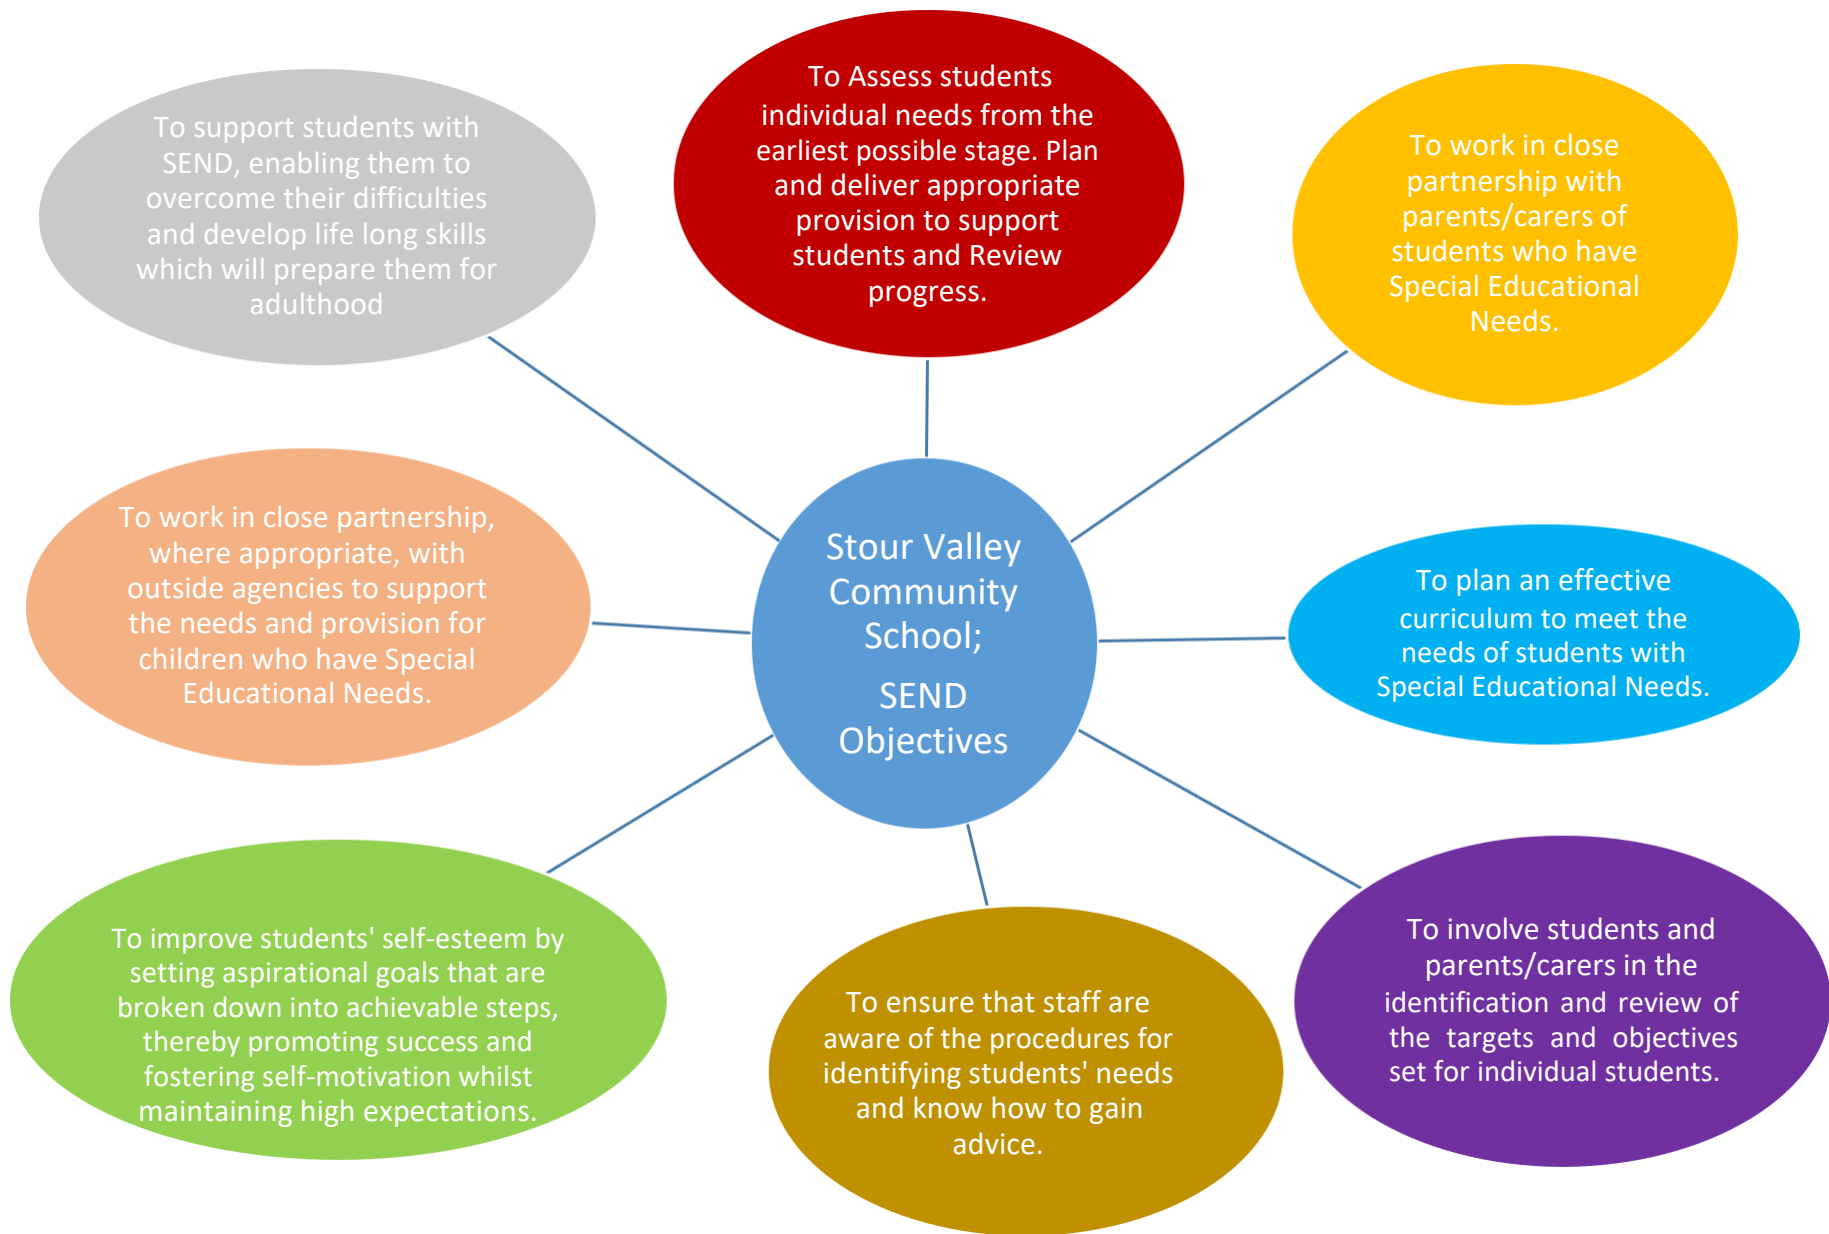 To Assess students
individual needs from the
earliest possible stage. Plan
and deliver appropriate
provision to support
students and Review
progress.
To support students with
SEND, enabling them to
overcome their difficulties
and develop life long skills
which will prepare them for
adulthood
To work in close
partnership with
parents/carers of
students who have
Special Educational
Needs.
To work in close partnership,
where appropriate, with
outside agencies to support
the needs and provision for
children who have Special
Educational Needs.
Stour Valley
Community
School;
SEND
Objectives
To plan an effective
curriculum to meet the
needs of students with
Special Educational Needs.
To improve students' self-esteem by
setting aspirational goals that are
broken down into achievable steps,
thereby promoting success and
fostering self-motivation whilst
maintaining high expectations.
To ensure that staff are
aware of the procedures for
identifying students' needs
and know how to gain
advice.
To involve students and
parents/carers in the
identification and review of
the targets and objectives
set for individual students.